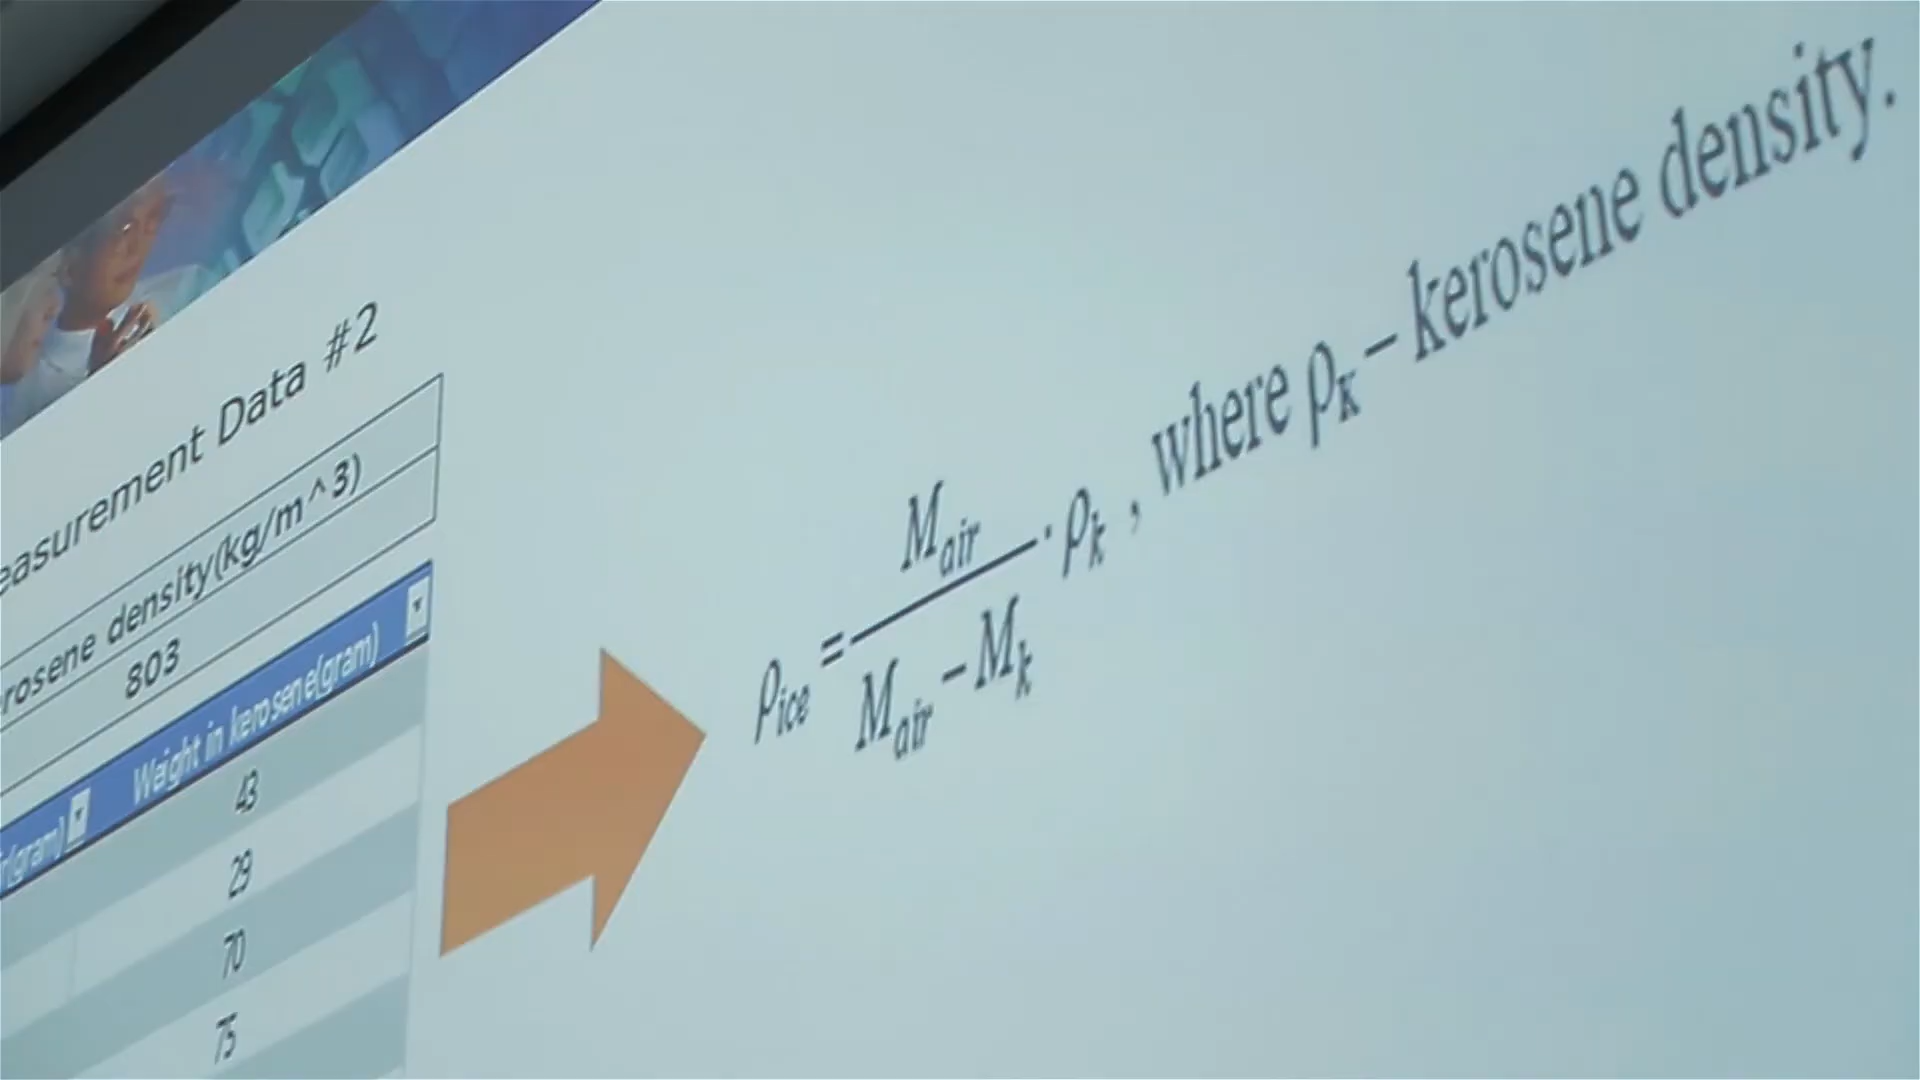 easurement Data #2
erosene density(kg/m^3)
803
r(gram) Weight in kerosene(gram)
43
29
70
75
ρice = Mair / (Mair – Mk) · ρk , where ρK – kerosene density.